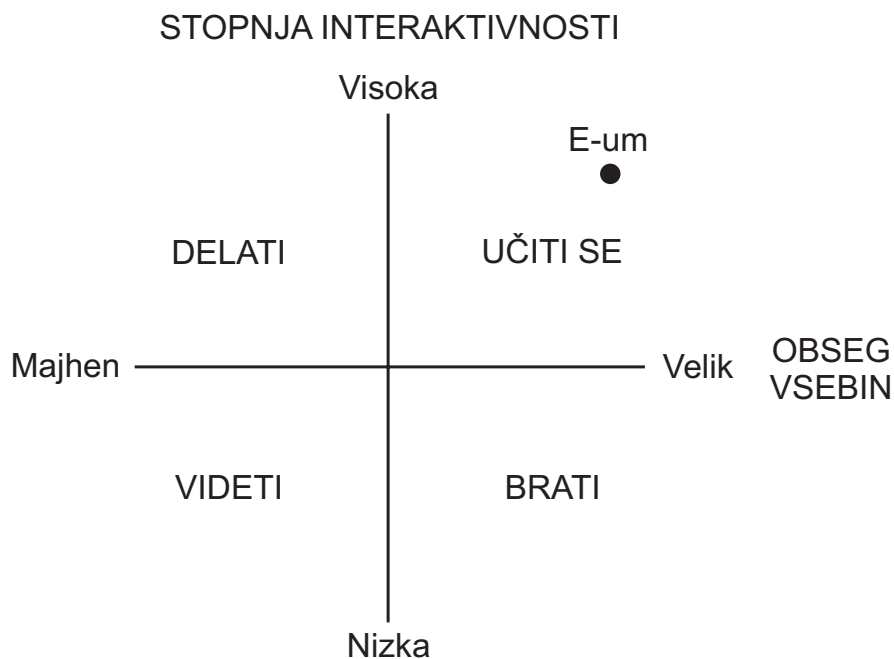 STOPNJA INTERAKTIVNOSTI
Visoka
E-um
DELATI
UČITI SE
Majhen
Velik
OBSEG
VSEBIN
VIDETI
BRATI
Nizka